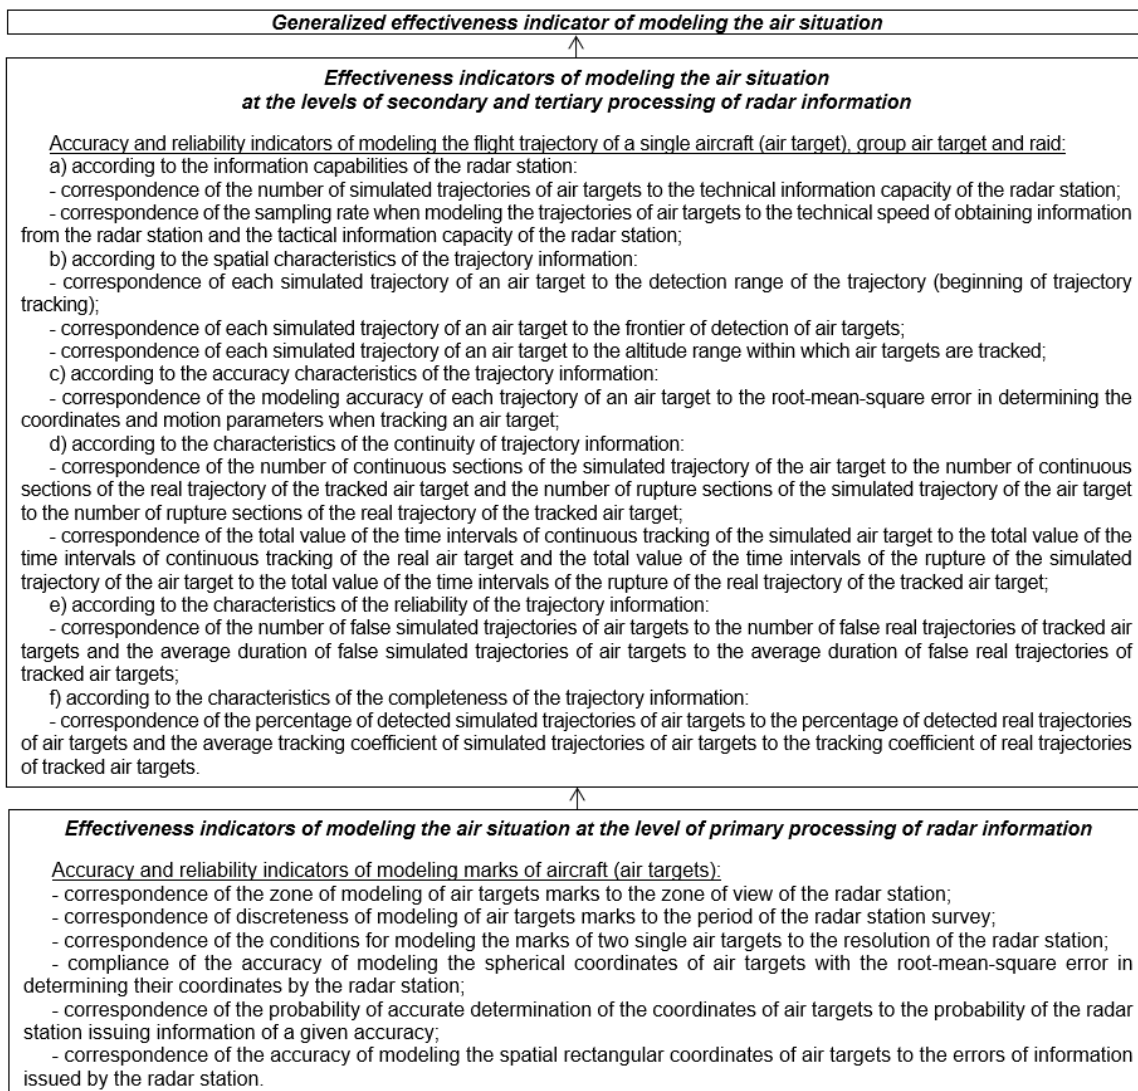 Generalized effectiveness indicator of modeling the air situation
Effectiveness indicators of modeling the air situation
at the levels of secondary and tertiary processing of radar information
Accuracy and reliability indicators of modeling the flight trajectory of a single aircraft (air target), group air target and raid:
a) according to the information capabilities of the radar station:
- correspondence of the number of simulated trajectories of air targets to the technical information capacity of the radar station;
- correspondence of the sampling rate when modeling the trajectories of air targets to the technical speed of obtaining information
from the radar station and the tactical information capacity of the radar station;
b) according to the spatial characteristics of the trajectory information:
- correspondence of each simulated trajectory of an air target to the detection range of the trajectory (beginning of trajectory
tracking);
- correspondence of each simulated trajectory of an air target to the frontier of detection of air targets;
- correspondence of each simulated trajectory of an air target to the altitude range within which air targets are tracked;
c) according to the accuracy characteristics of the trajectory information:
- correspondence of the modeling accuracy of each trajectory of an air target to the root-mean-square error in determining the
coordinates and motion parameters when tracking an air target;
d) according to the characteristics of the continuity of trajectory information:
- correspondence of the number of continuous sections of the simulated trajectory of the air target to the number of continuous
sections of the real trajectory of the tracked air target and the number of rupture sections of the simulated trajectory of the air target
to the number of rupture sections of the real trajectory of the tracked air target;
- correspondence of the total value of the time intervals of continuous tracking of the simulated air target to the total value of the
time intervals of continuous tracking of the real air target and the total value of the time intervals of the rupture of the simulated
trajectory of the air target to the total value of the time intervals of the rupture of the real trajectory of the tracked air target;
e) according to the characteristics of the reliability of the trajectory information:
- correspondence of the number of false simulated trajectories of air targets to the number of false real trajectories of tracked air
targets and the average duration of false simulated trajectories of air targets to the average duration of false real trajectories of
tracked air targets;
f) according to the characteristics of the completeness of the trajectory information:
- correspondence of the percentage of detected simulated trajectories of air targets to the percentage of detected real trajectories
of air targets and the average tracking coefficient of simulated trajectories of air targets to the tracking coefficient of real trajectories
of tracked air targets.
Effectiveness indicators of modeling the air situation at the level of primary processing of radar information
Accuracy and reliability indicators of modeling marks of aircraft (air targets):
- correspondence of the zone of modeling of air targets marks to the zone of view of the radar station;
- correspondence of discreteness of modeling of air targets marks to the period of the radar station survey;
- correspondence of the conditions for modeling the marks of two single air targets to the resolution of the radar station;
- compliance of the accuracy of modeling the spherical coordinates of air targets with the root-mean-square error in
determining their coordinates by the radar station;
- correspondence of the probability of accurate determination of the coordinates of air targets to the probability of the radar
station issuing information of a given accuracy;
- correspondence of the accuracy of modeling the spatial rectangular coordinates of air targets to the errors of information
issued by the radar station.